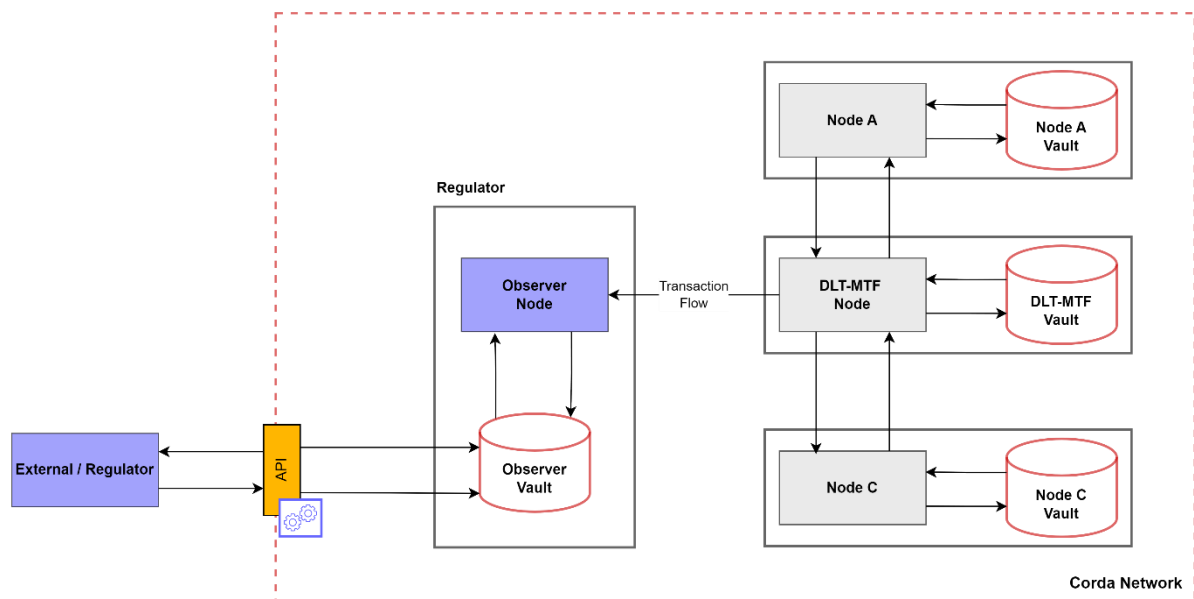 Node A
Node A
Vault
Regulator
Observer
Node
Transaction
Flow
DLT-MTF
Node
DLT-MTF
Vault
External / Regulator
API
Observer
Vault
Node C
Node C
Vault
Corda Network